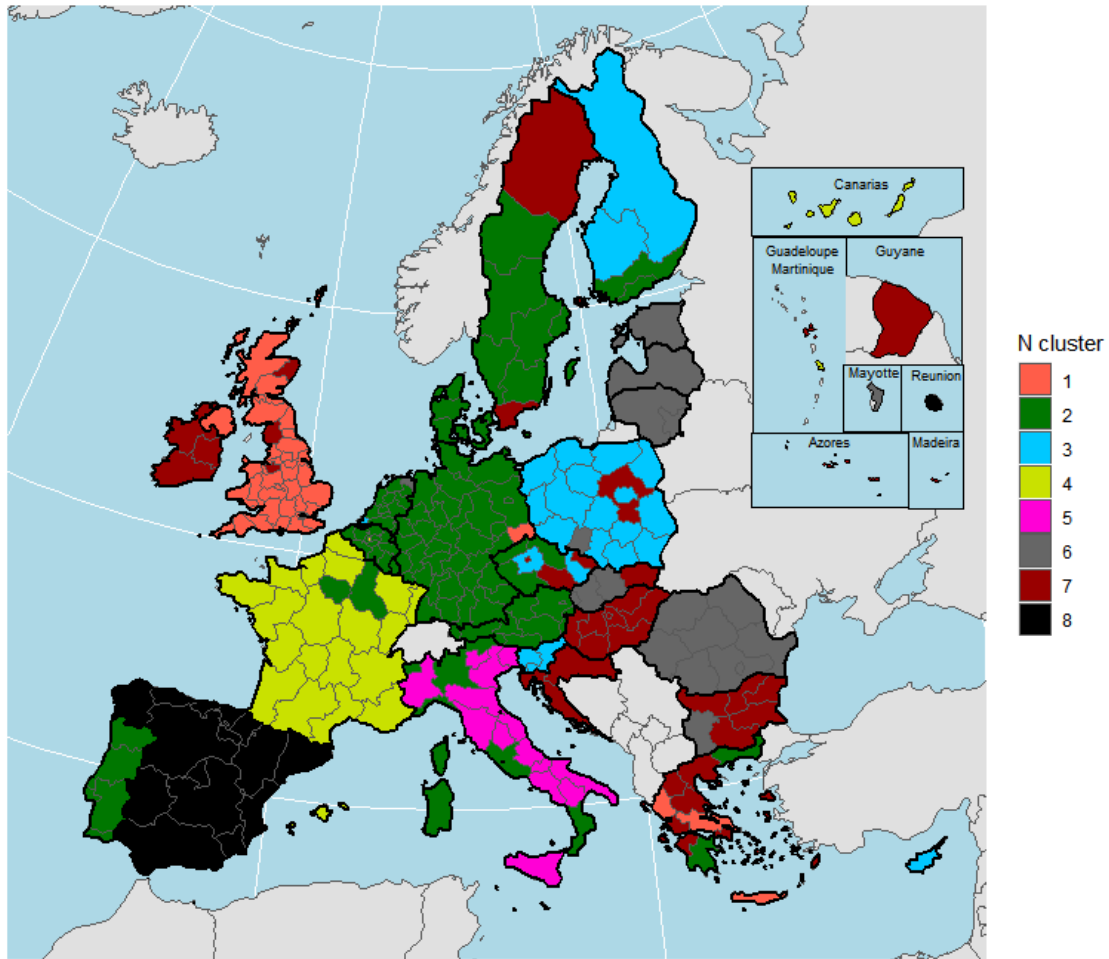 Canarias
Guadeloupe
Martinique
Guyane
Mayotte
Reunion
Azores
Madeira
N cluster
1
2
3
4
5
6
7
8